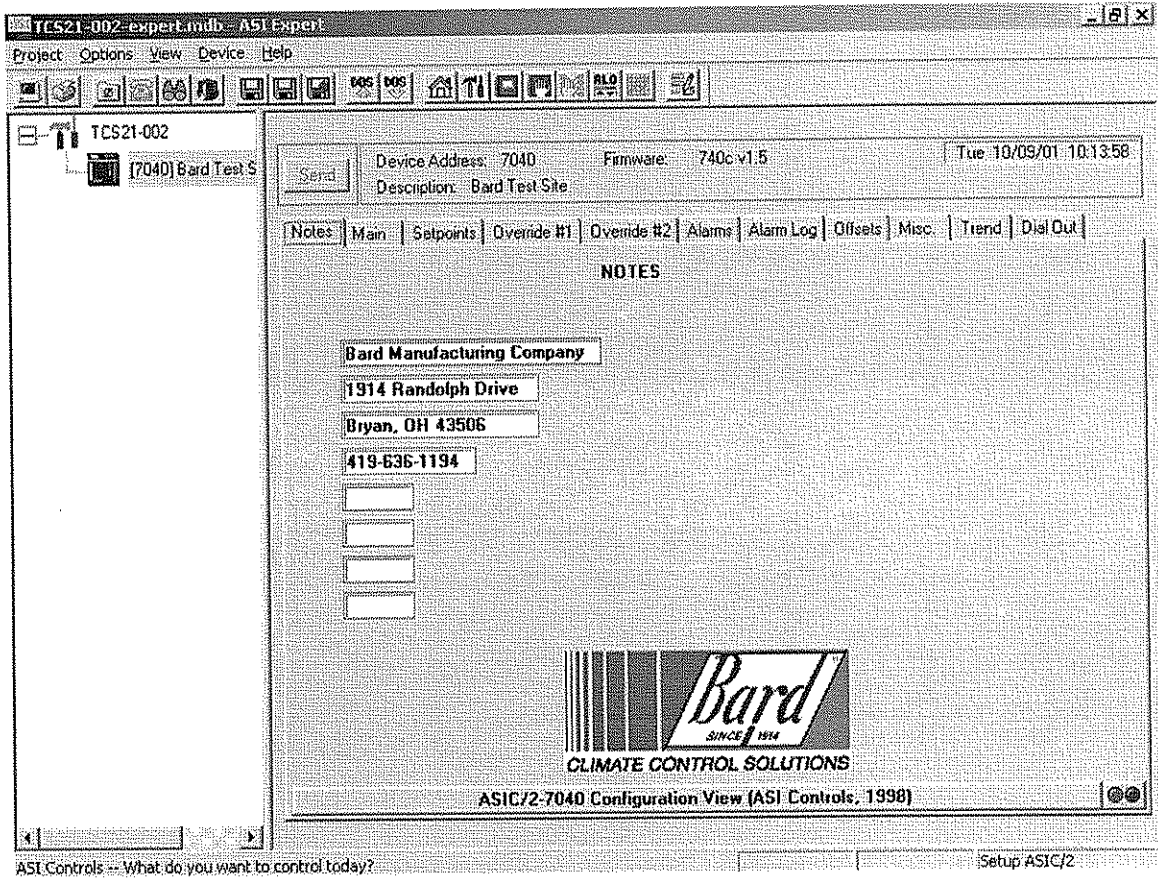 TCS21-002-expert.mdb - ASI Expert
Project Options View Device Help
DOS DOS
TCS21-002
[7040] Bard Test S
Send
Device Address: 7040 Firmware: 740c v1.5
Description: Bard Test Site
Tue 10/09/01 10:13:58
Notes Main Setpoints Override #1 Override #2 Alarms Alarm Log Offsets Misc. Trend Dial Out
NOTES
Bard Manufacturing Company
1914 Randolph Drive
Bryan, OH 43506
419-636-1194
Bard
SINCE 1914
CLIMATE CONTROL SOLUTIONS
ASIC/2-7040 Configuration View (ASI Controls, 1998)
ASI Controls -- What do you want to control today?
Setup ASIC/2